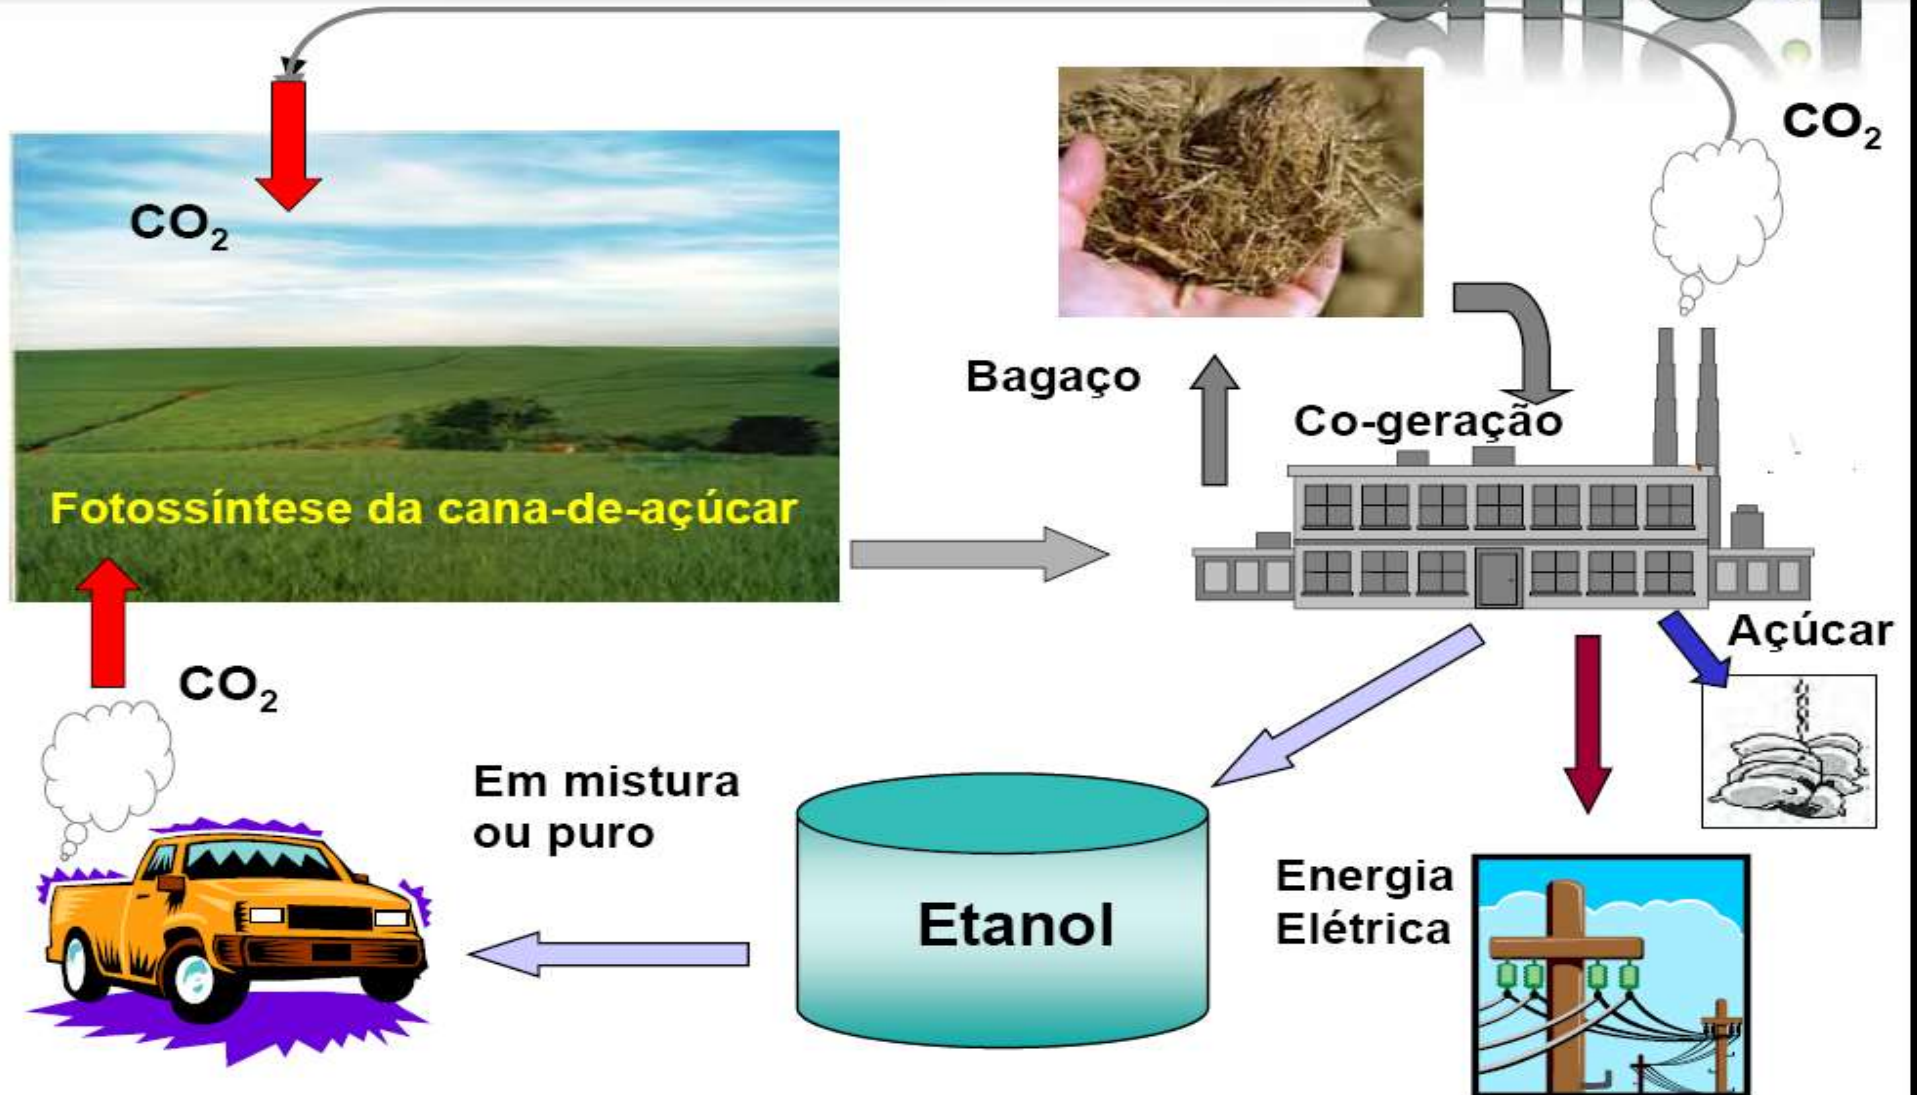 CO₂
CO₂
Bagaço
Co-geração
Fotossíntese da cana-de-açúcar
Açúcar
CO₂
Em mistura
ou puro
Etanol
Energia
Elétrica